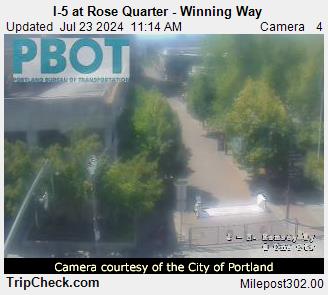 I-5 at Rose Quarter - Winning Way
Updated Jul 23 2024 11:14 AM Camera 4
PBOT
PORTLAND BUREAU OF TRANSPORTATION
Camera courtesy of the City of Portland
TripCheck.com Milepost302.00